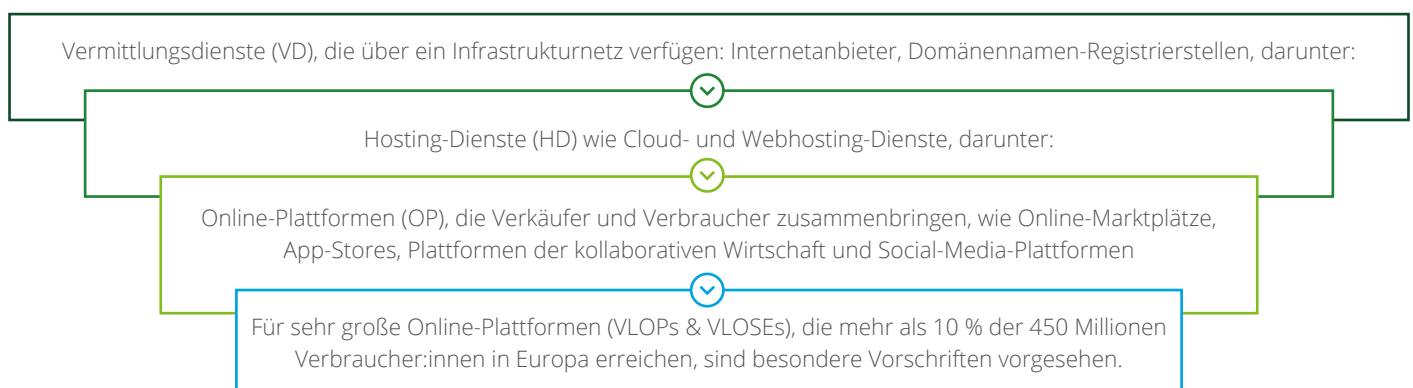 Vermittlungsdienste (VD), die über ein Infrastrukturnetz verfügen: Internetanbieter, Domänennamen-Registrierstellen, darunter:
Hosting-Dienste (HD) wie Cloud- und Webhosting-Dienste, darunter:
Online-Plattformen (OP), die Verkäufer und Verbraucher zusammenbringen, wie Online-Marktplätze,
App-Stores, Plattformen der kollaborativen Wirtschaft und Social-Media-Plattformen
Für sehr große Online-Plattformen (VLOPs & VLOSEs), die mehr als 10 % der 450 Millionen
Verbraucher:innen in Europa erreichen, sind besondere Vorschriften vorgesehen.